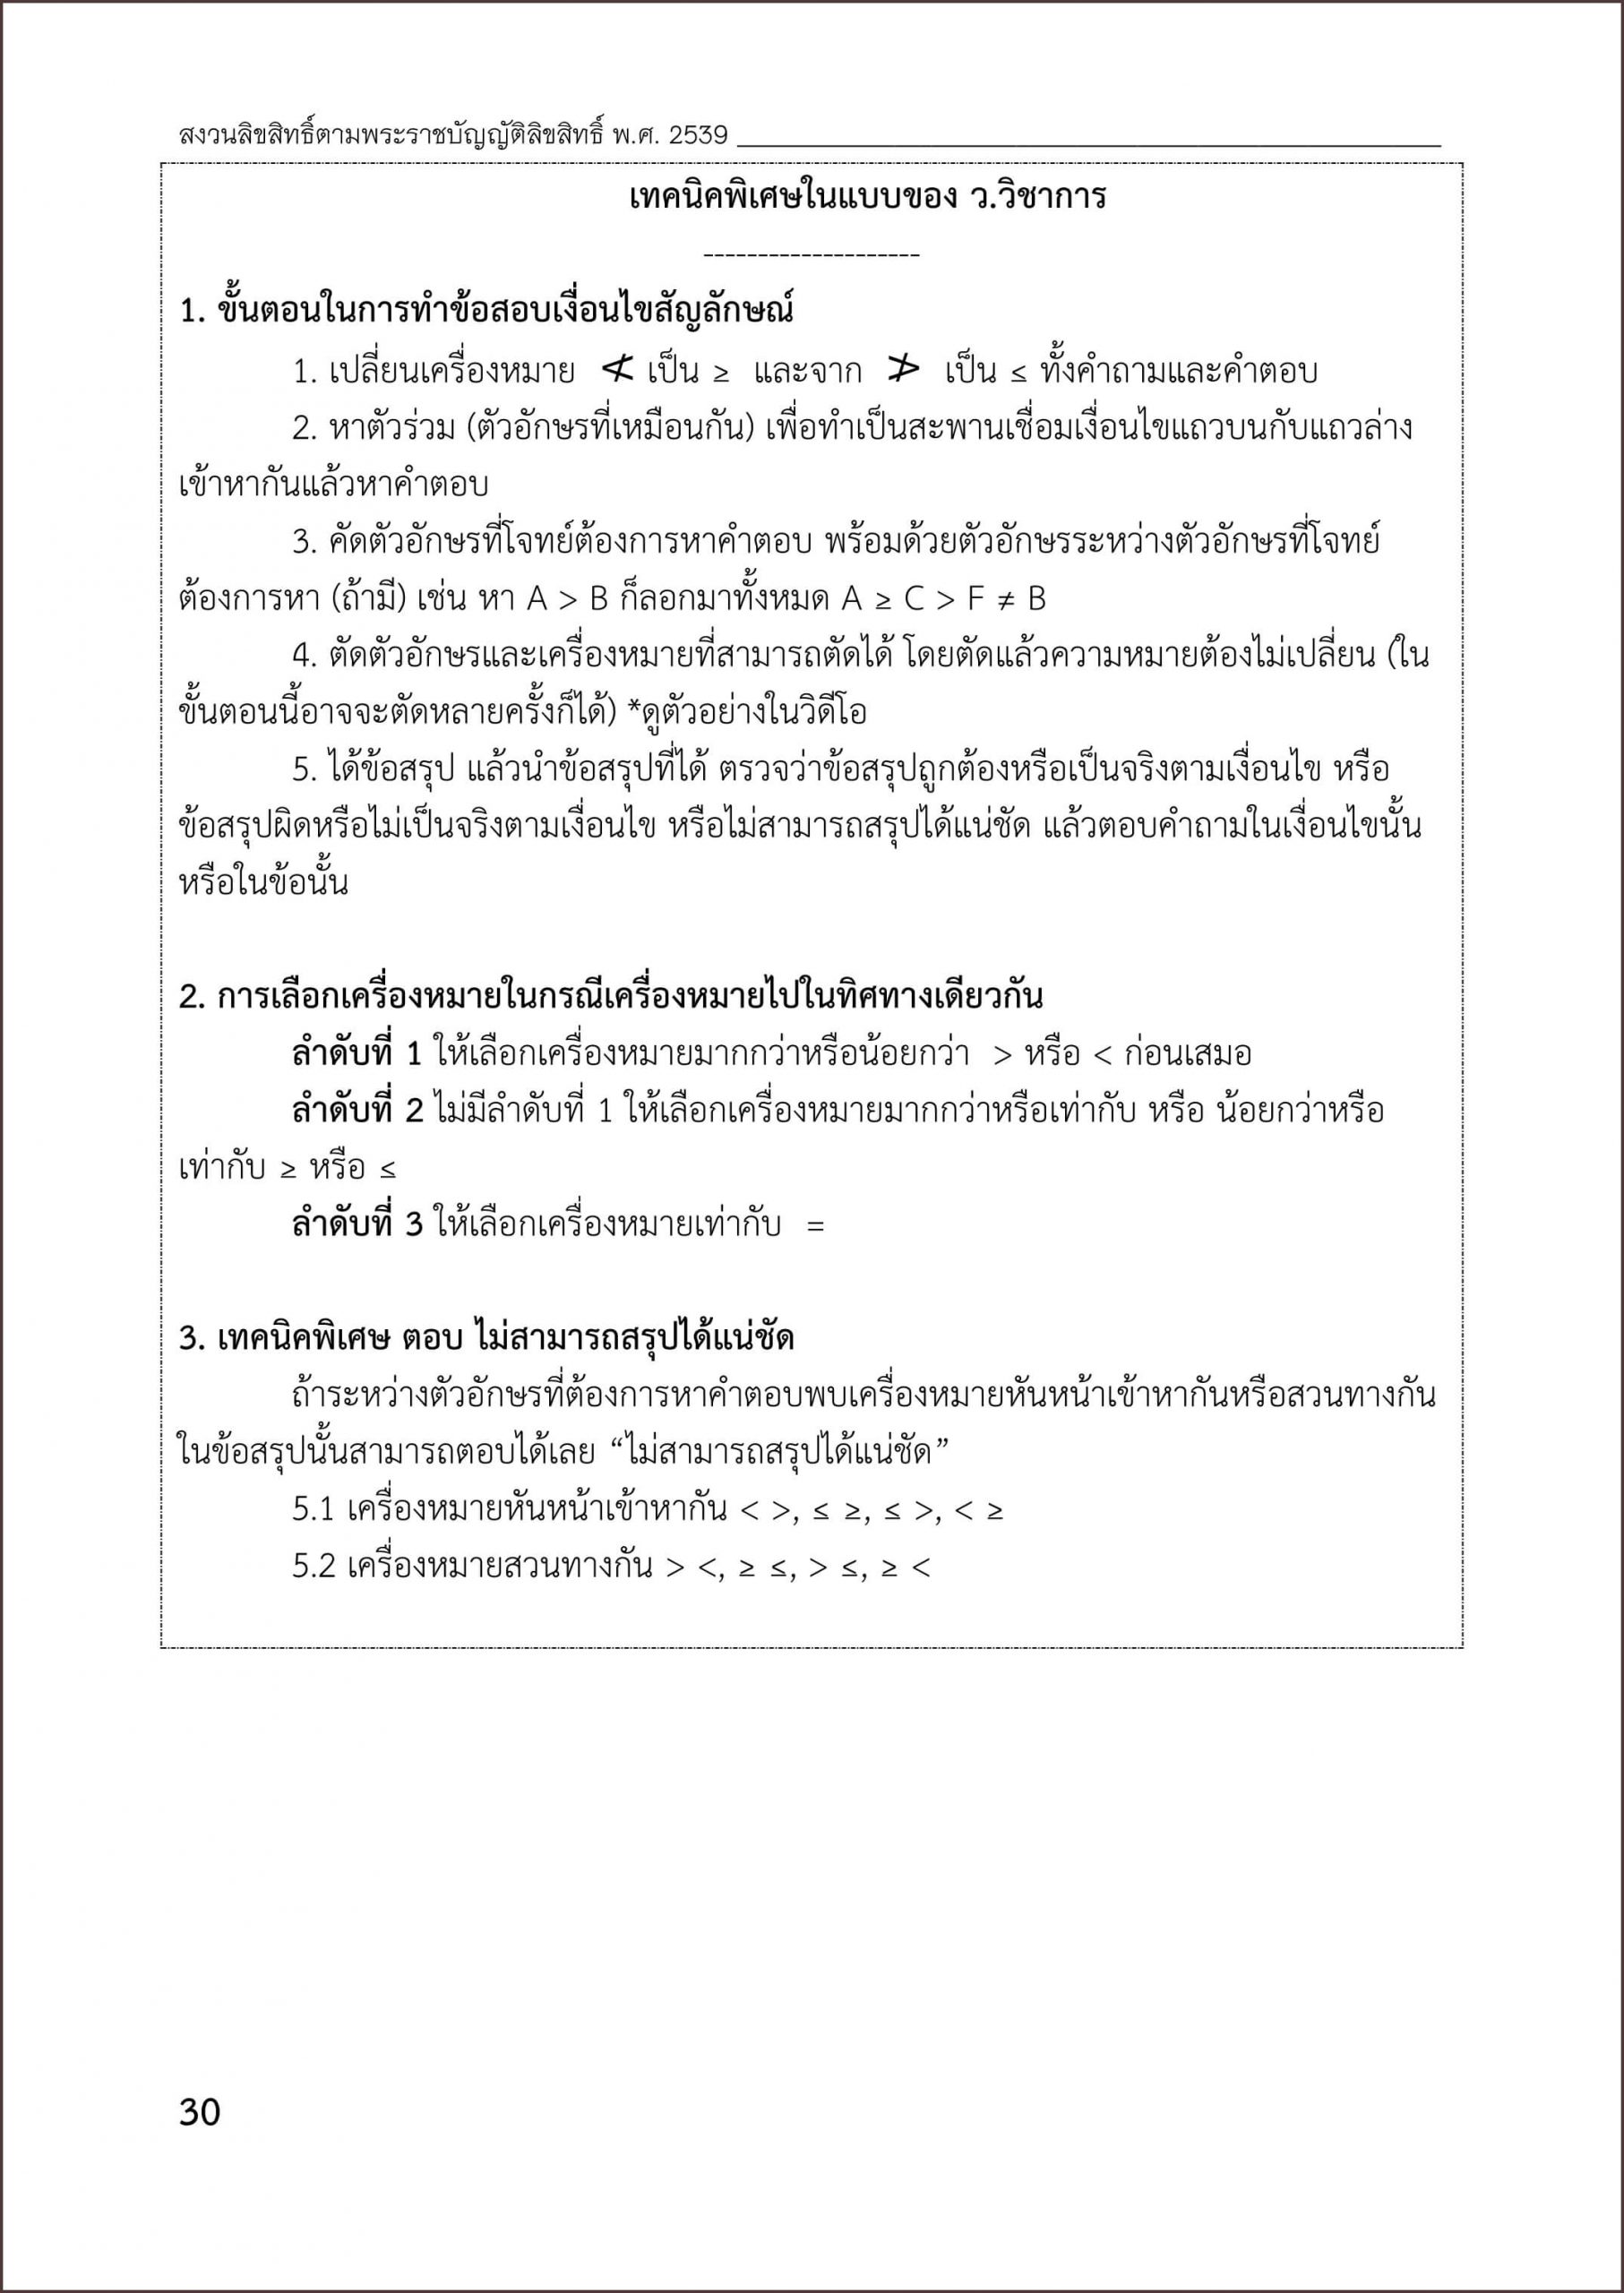 สงวนลิขสิทธิ์ตามพระราชบัญญัติลิขสิทธิ์ พ.ศ. 2539
เทคนิคพิเศษในแบบของ ว.วิชาการ
--------------------
1. ขั้นตอนในการทำข้อสอบเงื่อนไขสัญลักษณ์
1. เปลี่ยนเครื่องหมาย ≮ เป็น ≥ และจาก ≯ เป็น ≤ ทั้งคำถามและคำตอบ
2. หาตัวร่วม (ตัวอักษรที่เหมือนกัน) เพื่อทำเป็นสะพานเชื่อมเงื่อนไขแถวบนกับแถวล่าง
เข้าหากันแล้วหาคำตอบ
3. คัดตัวอักษรที่โจทย์ต้องการหาคำตอบ พร้อมด้วยตัวอักษรระหว่างตัวอักษรที่โจทย์
ต้องการหา (ถ้ามี) เช่น หา A > B ก็ลอกมาทั้งหมด A ≥ C > F ≠ B
4. ตัดตัวอักษรและเครื่องหมายที่สามารถตัดได้ โดยตัดแล้วความหมายต้องไม่เปลี่ยน (ใน
ขั้นตอนนี้อาจจะตัดหลายครั้งก็ได้) *ดูตัวอย่างในวิดีโอ
5. ได้ข้อสรุป แล้วนำข้อสรุปที่ได้ ตรวจว่าข้อสรุปถูกต้องหรือเป็นจริงตามเงื่อนไข หรือ
ข้อสรุปผิดหรือไม่เป็นจริงตามเงื่อนไข หรือไม่สามารถสรุปได้แน่ชัด แล้วตอบคำถามในเงื่อนไขนั้น
หรือในข้อนั้น
2. การเลือกเครื่องหมายในกรณีเครื่องหมายไปในทิศทางเดียวกัน
ลำดับที่ 1 ให้เลือกเครื่องหมายมากกว่าหรือน้อยกว่า > หรือ < ก่อนเสมอ
ลำดับที่ 2 ไม่มีลำดับที่ 1 ให้เลือกเครื่องหมายมากกว่าหรือเท่ากับ หรือ น้อยกว่าหรือ
เท่ากับ ≥ หรือ ≤
ลำดับที่ 3 ให้เลือกเครื่องหมายเท่ากับ =
3. เทคนิคพิเศษ ตอบ ไม่สามารถสรุปได้แน่ชัด
ถ้าระหว่างตัวอักษรที่ต้องการหาคำตอบพบเครื่องหมายหันหน้าเข้าหากันหรือสวนทางกัน
ในข้อสรุปนั้นสามารถตอบได้เลย “ไม่สามารถสรุปได้แน่ชัด”
5.1 เครื่องหมายหันหน้าเข้าหากัน < >, ≤ ≥, ≤ >, < ≥
5.2 เครื่องหมายสวนทางกัน > <, ≥ ≤, > ≤, ≥ <
30